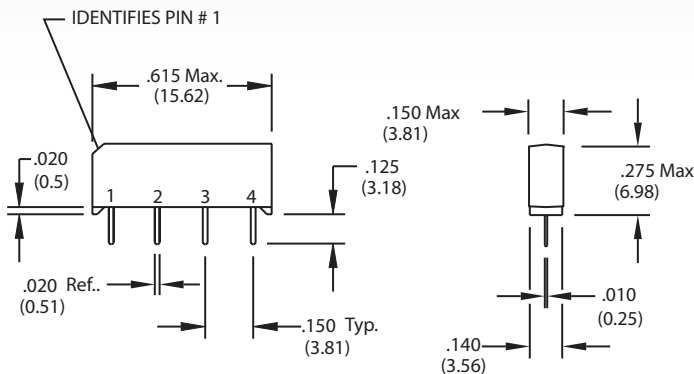 IDENTIFIES PIN # 1
.615 Max.
(15.62)
.150 Max
(3.81)
.020
(0.5)
.125
(3.18)
.275 Max
(6.98)
1 2 3 4
.020 Ref..
(0.51)
.150 Typ.
(3.81)
.010
(0.25)
.140
(3.56)